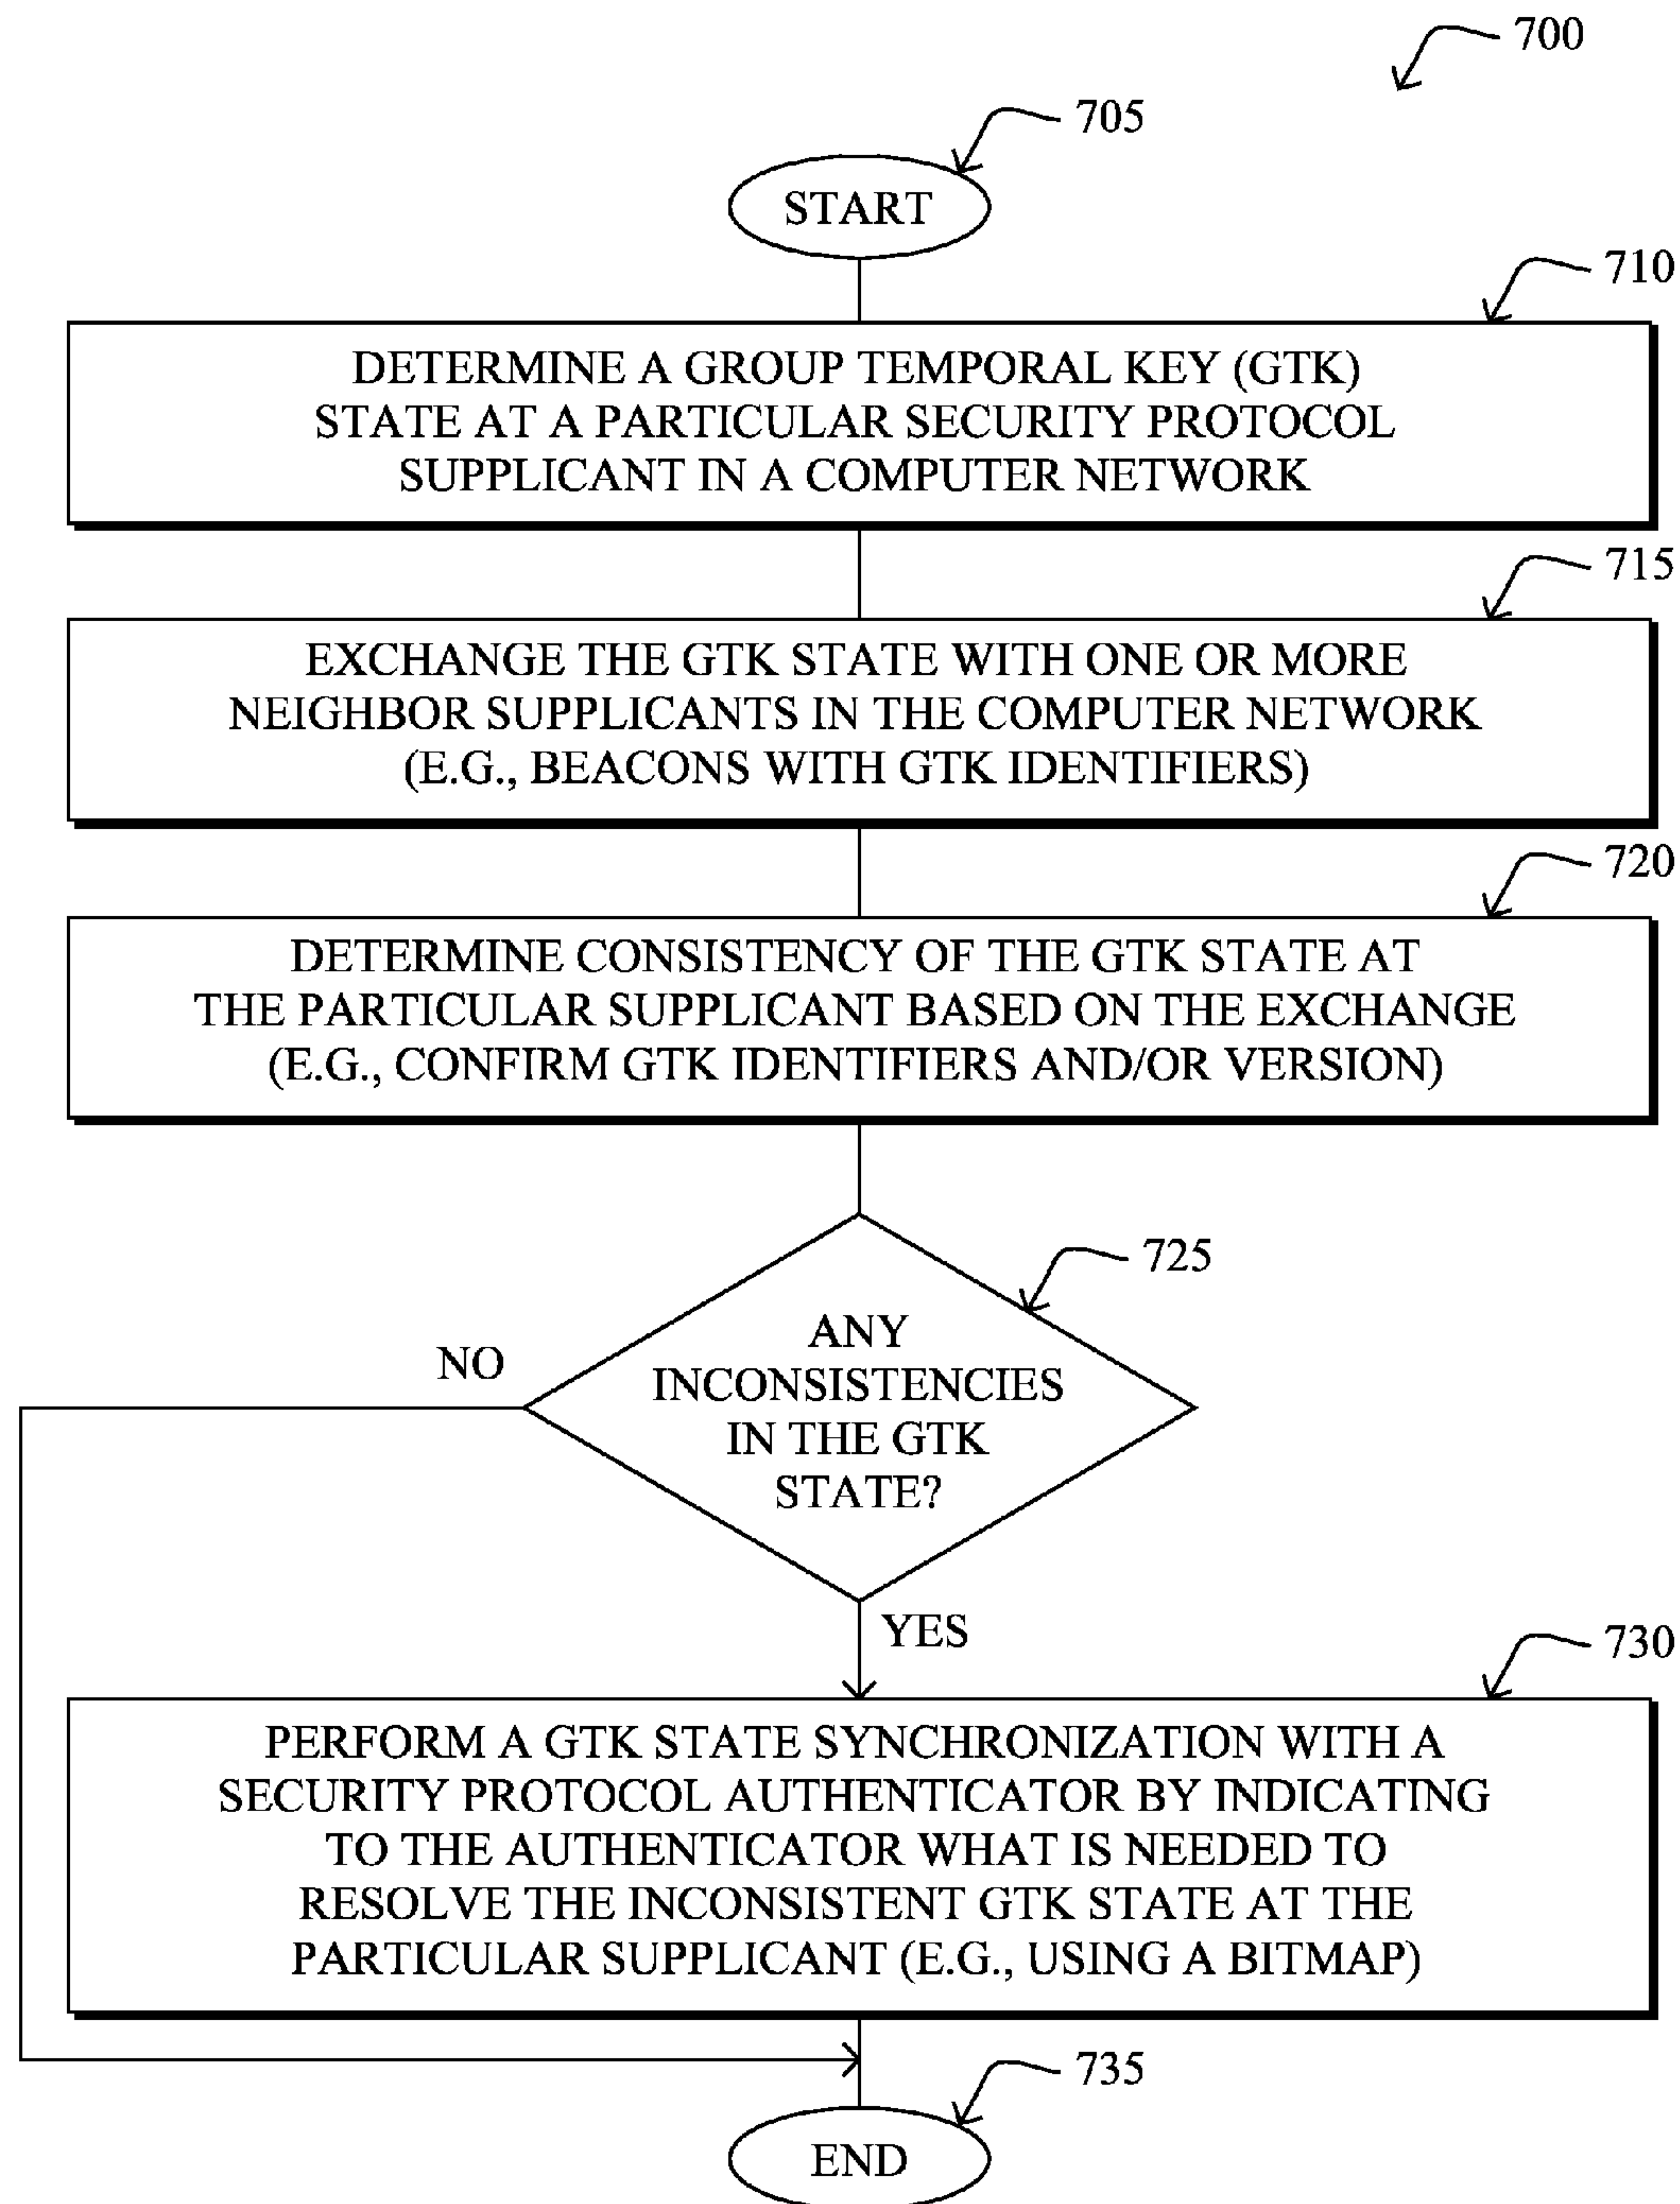 700
705
START
710
DETERMINE A GROUP TEMPORAL KEY (GTK)
STATE AT A PARTICULAR SECURITY PROTOCOL
SUPPLICANT IN A COMPUTER NETWORK
715
EXCHANGE THE GTK STATE WITH ONE OR MORE
NEIGHBOR SUPPLICANTS IN THE COMPUTER NETWORK
(E.G., BEACONS WITH GTK IDENTIFIERS)
720
DETERMINE CONSISTENCY OF THE GTK STATE AT
THE PARTICULAR SUPPLICANT BASED ON THE EXCHANGE
(E.G., CONFIRM GTK IDENTIFIERS AND/OR VERSION)
725
ANY
INCONSISTENCIES
IN THE GTK
STATE?
NO
YES
730
PERFORM A GTK STATE SYNCHRONIZATION WITH A
SECURITY PROTOCOL AUTHENTICATOR BY INDICATING
TO THE AUTHENTICATOR WHAT IS NEEDED TO
RESOLVE THE INCONSISTENT GTK STATE AT THE
PARTICULAR SUPPLICANT (E.G., USING A BITMAP)
735
END